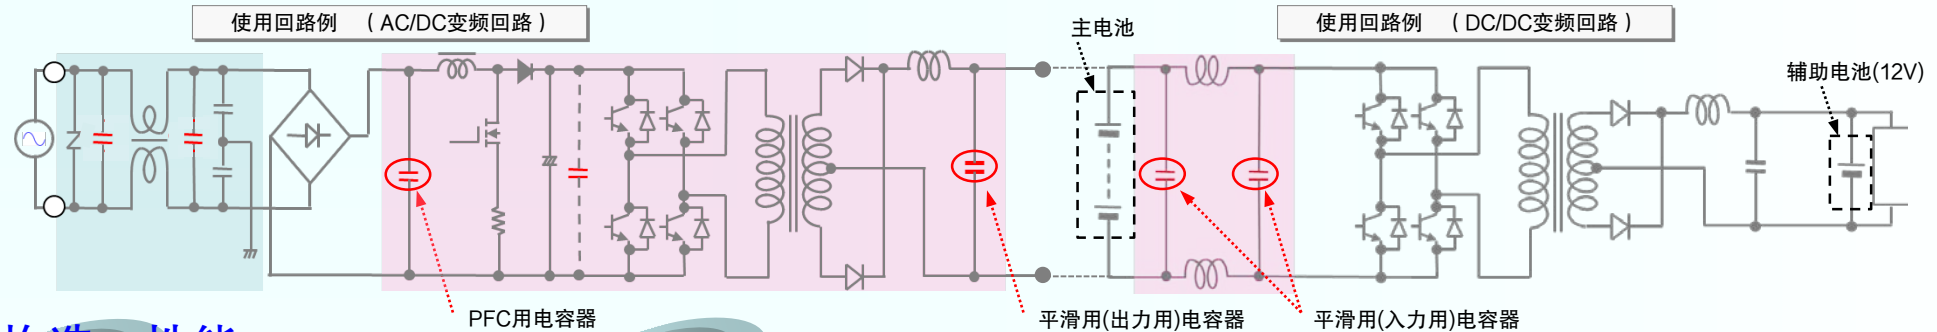 使用回路例 （AC/DC变频回路）
主电池
使用回路例 （DC/DC变频回路）
辅助电池(12V)
PFC用电容器
平滑用(出力用)电容器
平滑用(入力用)电容器